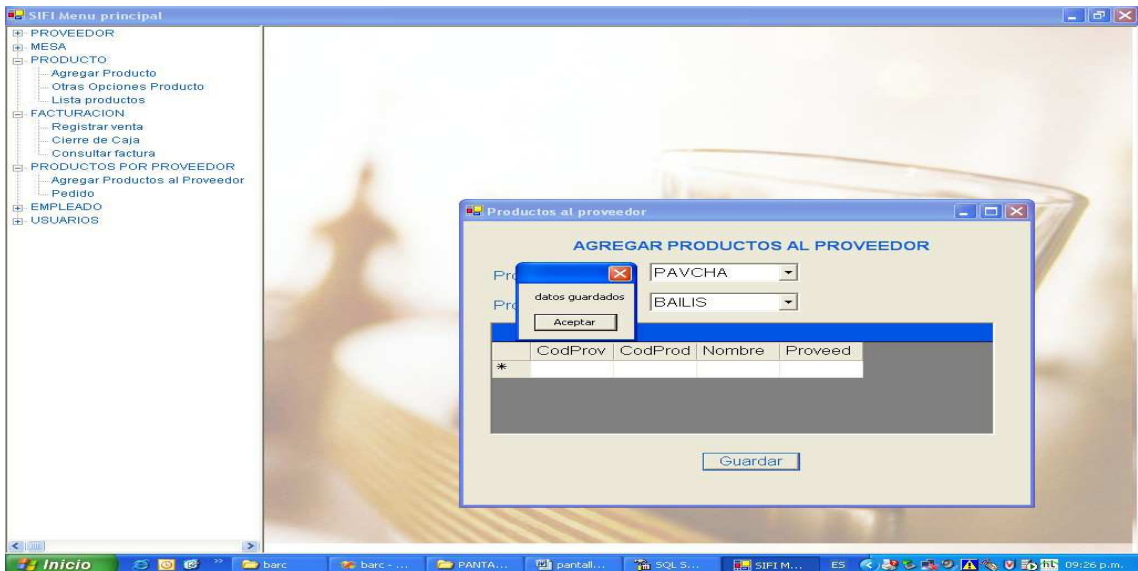 SIFI Menu principal
PROVEEDOR
MESA
PRODUCTO
Agregar Producto
Otras Opciones Producto
Lista productos
FACTURACION
Registrar venta
Cierre de Caja
Consultar factura
PRODUCTOS POR PROVEEDOR
Agregar Productos al Proveedor
Pedido
EMPLEADO
USUARIOS
Productos al proveedor
AGREGAR PRODUCTOS AL PROVEEDOR
PAVCHA
BAILIS
datos guardados
Aceptar
CodProv CodProd Nombre Proveed
*
Guardar
Inicio barc barc - ... PANTA... pantall... SQL S... SIFI M... ES 09:26 p.m.